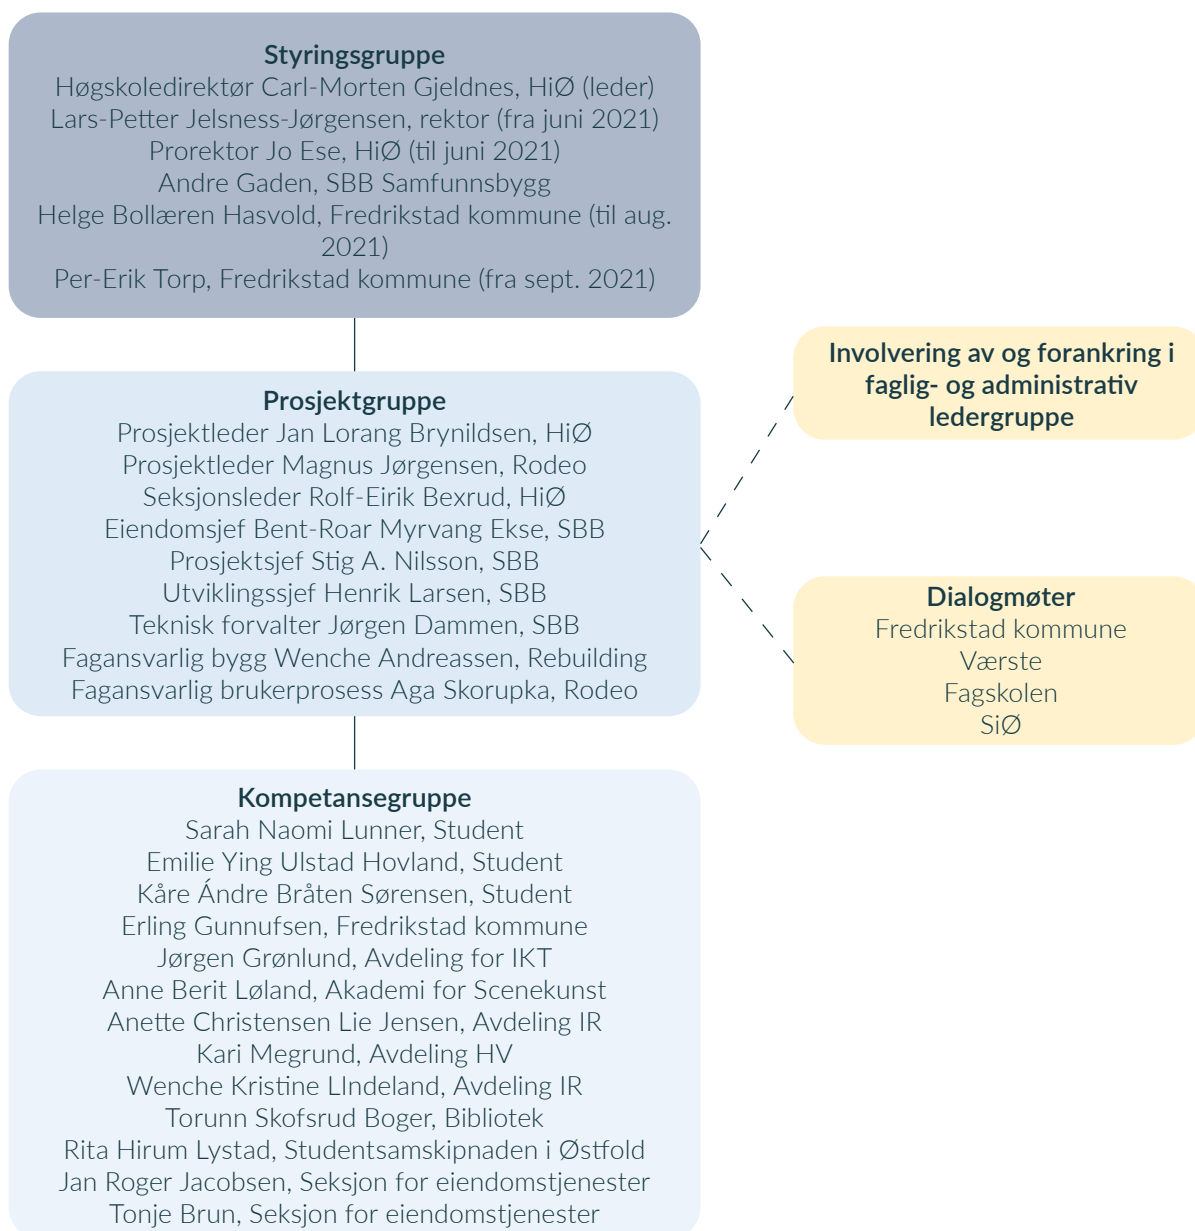 Styringsgruppe
Høgskoledirektør Carl-Morten Gjeldnes, HiØ (leder)
Lars-Petter Jelsness-Jørgensen, rektor (fra juni 2021)
Prorektor Jo Ese, HiØ (til juni 2021)
Andre Gaden, SBB Samfunnsbygg
Helge Bollæren Hasvold, Fredrikstad kommune (til aug.
2021)
Per-Erik Torp, Fredrikstad kommune (fra sept. 2021)
Prosjektgruppe
Prosjektleder Jan Lorang Brynildsen, HiØ
Prosjektleder Magnus Jørgensen, Rodeo
Seksjonsleder Rolf-Eirik Bexrud, HiØ
Eiendomsjef Bent-Roar Myrvang Ekse, SBB
Prosjektsjef Stig A. Nilsson, SBB
Utviklingssjef Henrik Larsen, SBB
Teknisk forvalter Jørgen Dammen, SBB
Fagansvarlig bygg Wenche Andreassen, Rebuilding
Fagansvarlig brukerprosess Aga Skorupka, Rodeo
Involvering av og forankring i
faglig- og administrativ
ledergruppe
Dialogmøter
Fredrikstad kommune
Værste
Fagskolen
SiØ
Kompetansegruppe
Sarah Naomi Lunner, Student
Emilie Ying Ulstad Hovland, Student
Kåre Ándre Bråten Sørensen, Student
Erling Gunnufsen, Fredrikstad kommune
Jørgen Grønlund, Avdeling for IKT
Anne Berit Løland, Akademi for Scenekunst
Anette Christensen Lie Jensen, Avdeling IR
Kari Megrund, Avdeling HV
Wenche Kristine LIndeland, Avdeling IR
Torunn Skofsrud Boger, Bibliotek
Rita Hirum Lystad, Studentsamskipnaden i Østfold
Jan Roger Jacobsen, Seksjon for eiendomstjenester
Tonje Brun, Seksjon for eiendomstjenester